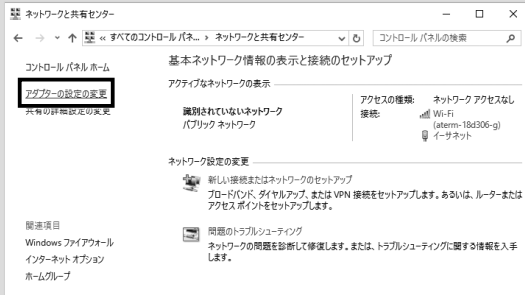 ネットワークと共有センター
« すべてのコントロール パネ... › ネットワークと共有センター
コントロール パネルの検索
コントロール パネル ホーム
アダプターの設定の変更
共有の詳細設定の変更
基本ネットワーク情報の表示と接続のセットアップ
アクティブなネットワークの表示
識別されていないネットワーク
パブリック ネットワーク
アクセスの種類: ネットワーク アクセスなし
接続: Wi-Fi
(aterm-18d306-g)
イーサネット
ネットワーク設定の変更
新しい接続またはネットワークのセットアップ
ブロードバンド、ダイヤルアップ、または VPN 接続をセットアップします。あるいは、ルーターまたは
アクセス ポイントをセットアップします。
問題のトラブルシューティング
ネットワークの問題を診断して修復します。または、トラブルシューティングに関する情報を入手
します。
関連項目
Windows ファイアウォール
インターネット オプション
ホームグループ